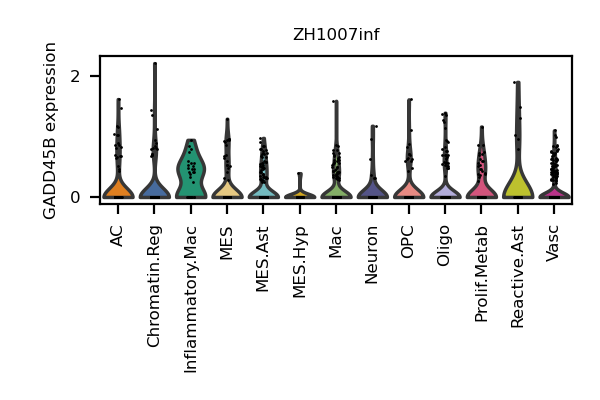 ZH1007inf
GADD45B expression
2
0
AC
Chromatin.Reg
Inflammatory.Mac
MES
MES.Ast
MES.Hyp
Mac
Neuron
OPC
Oligo
Prolif.Metab
Reactive.Ast
Vasc